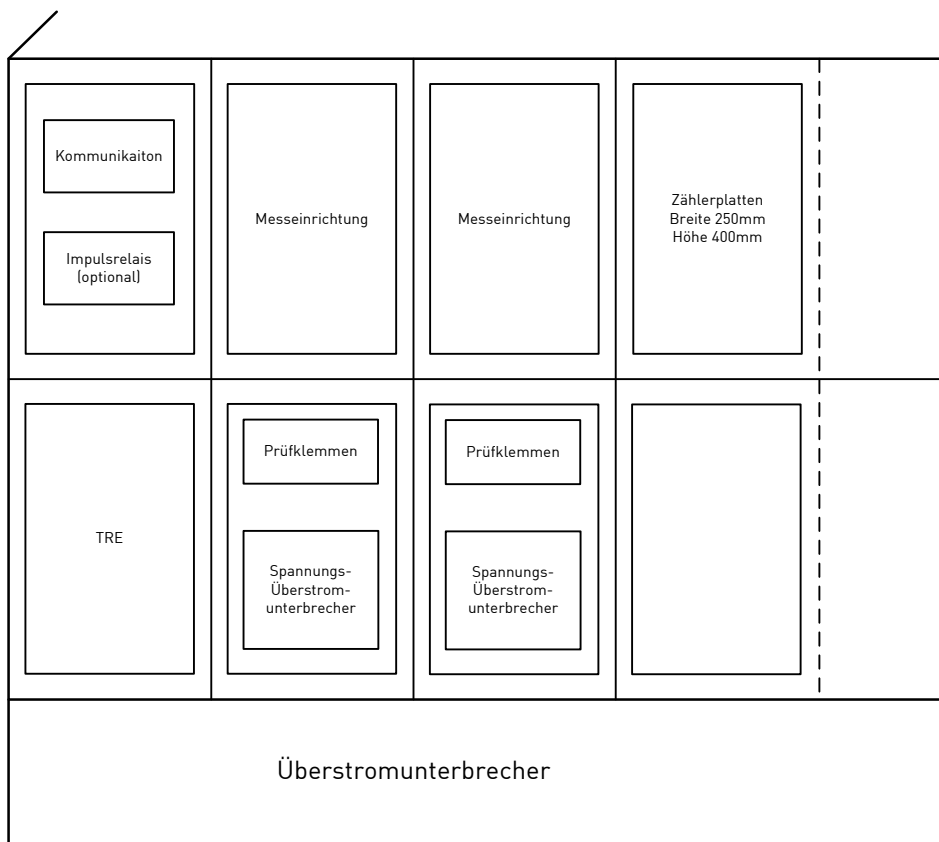 Kommunikaiton
Impulsrelais
(optional)
Messeinrichtung
Messeinrichtung
Zählerplatten
Breite 250mm
Höhe 400mm
TRE
Prüfklemmen
Spannungs-
Überstrom-
unterbrecher
Prüfklemmen
Spannungs-
Überstrom-
unterbrecher
Überstromunterbrecher